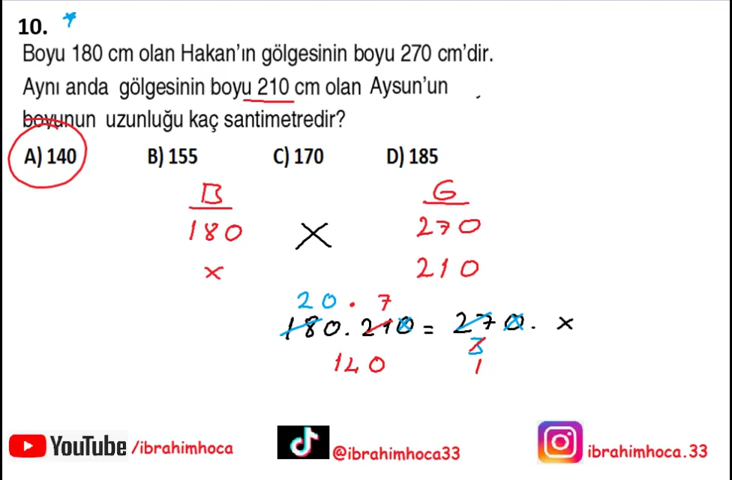 10.
Boyu 180 cm olan Hakan'ın gölgesinin boyu 270 cm'dir.
Aynı anda gölgesinin boyu 210 cm olan Aysun'un
boyunun uzunluğu kaç santimetredir?
A) 140 B) 155 C) 170 D) 185
B G
180 X 270
x 210
20 . 7
180 . 210 = 270 . x
3
140 1
YouTube /ibrahimhoca @ibrahimhoca33 ibrahimhoca.33